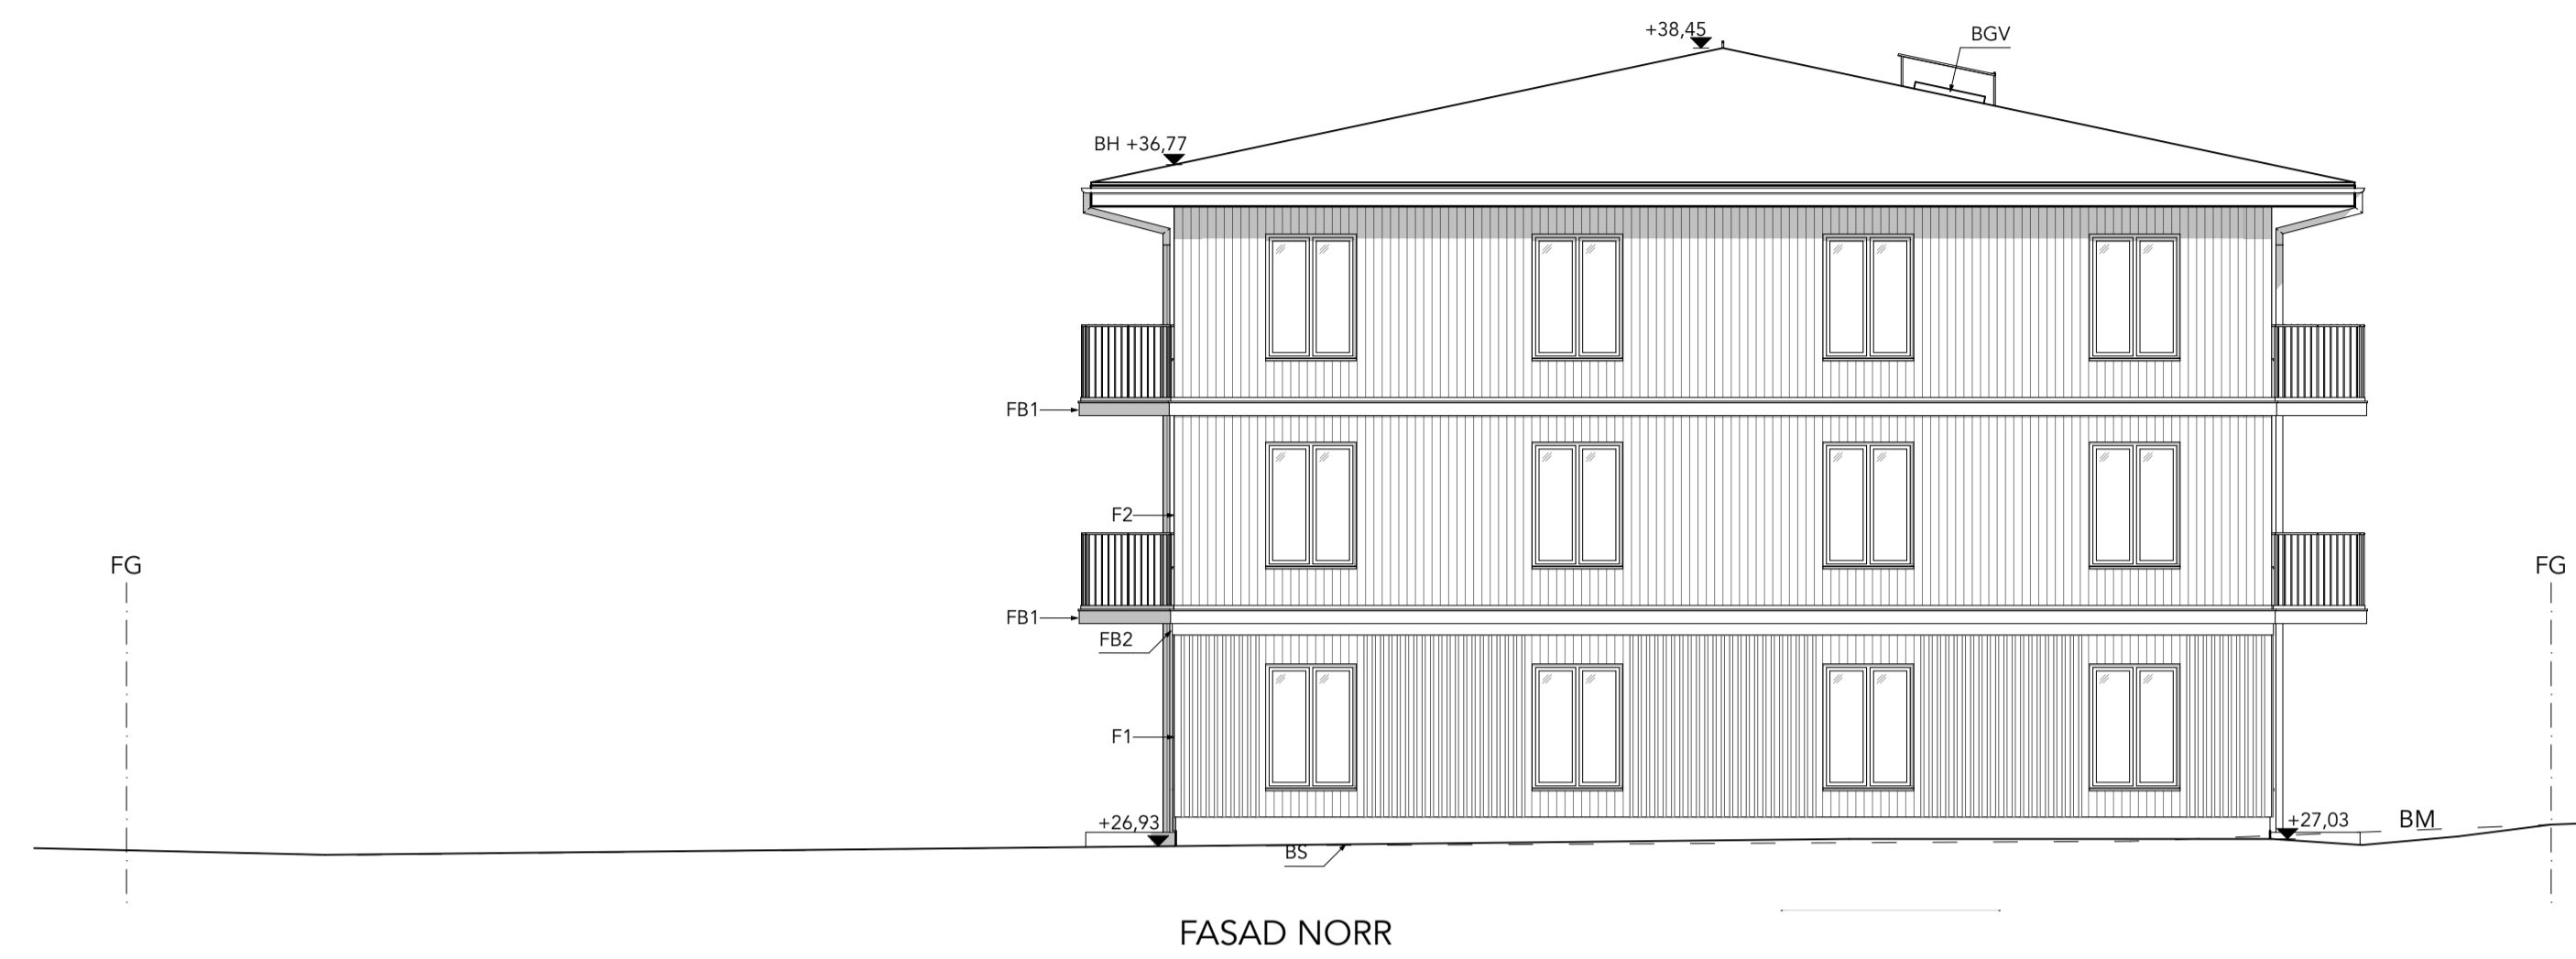 +38,45
BGV
BH +36,77
FB1
F2
FG
FG
FB1
FB2
F1
+26,93
+27,03
BM
BS
FASAD NORR